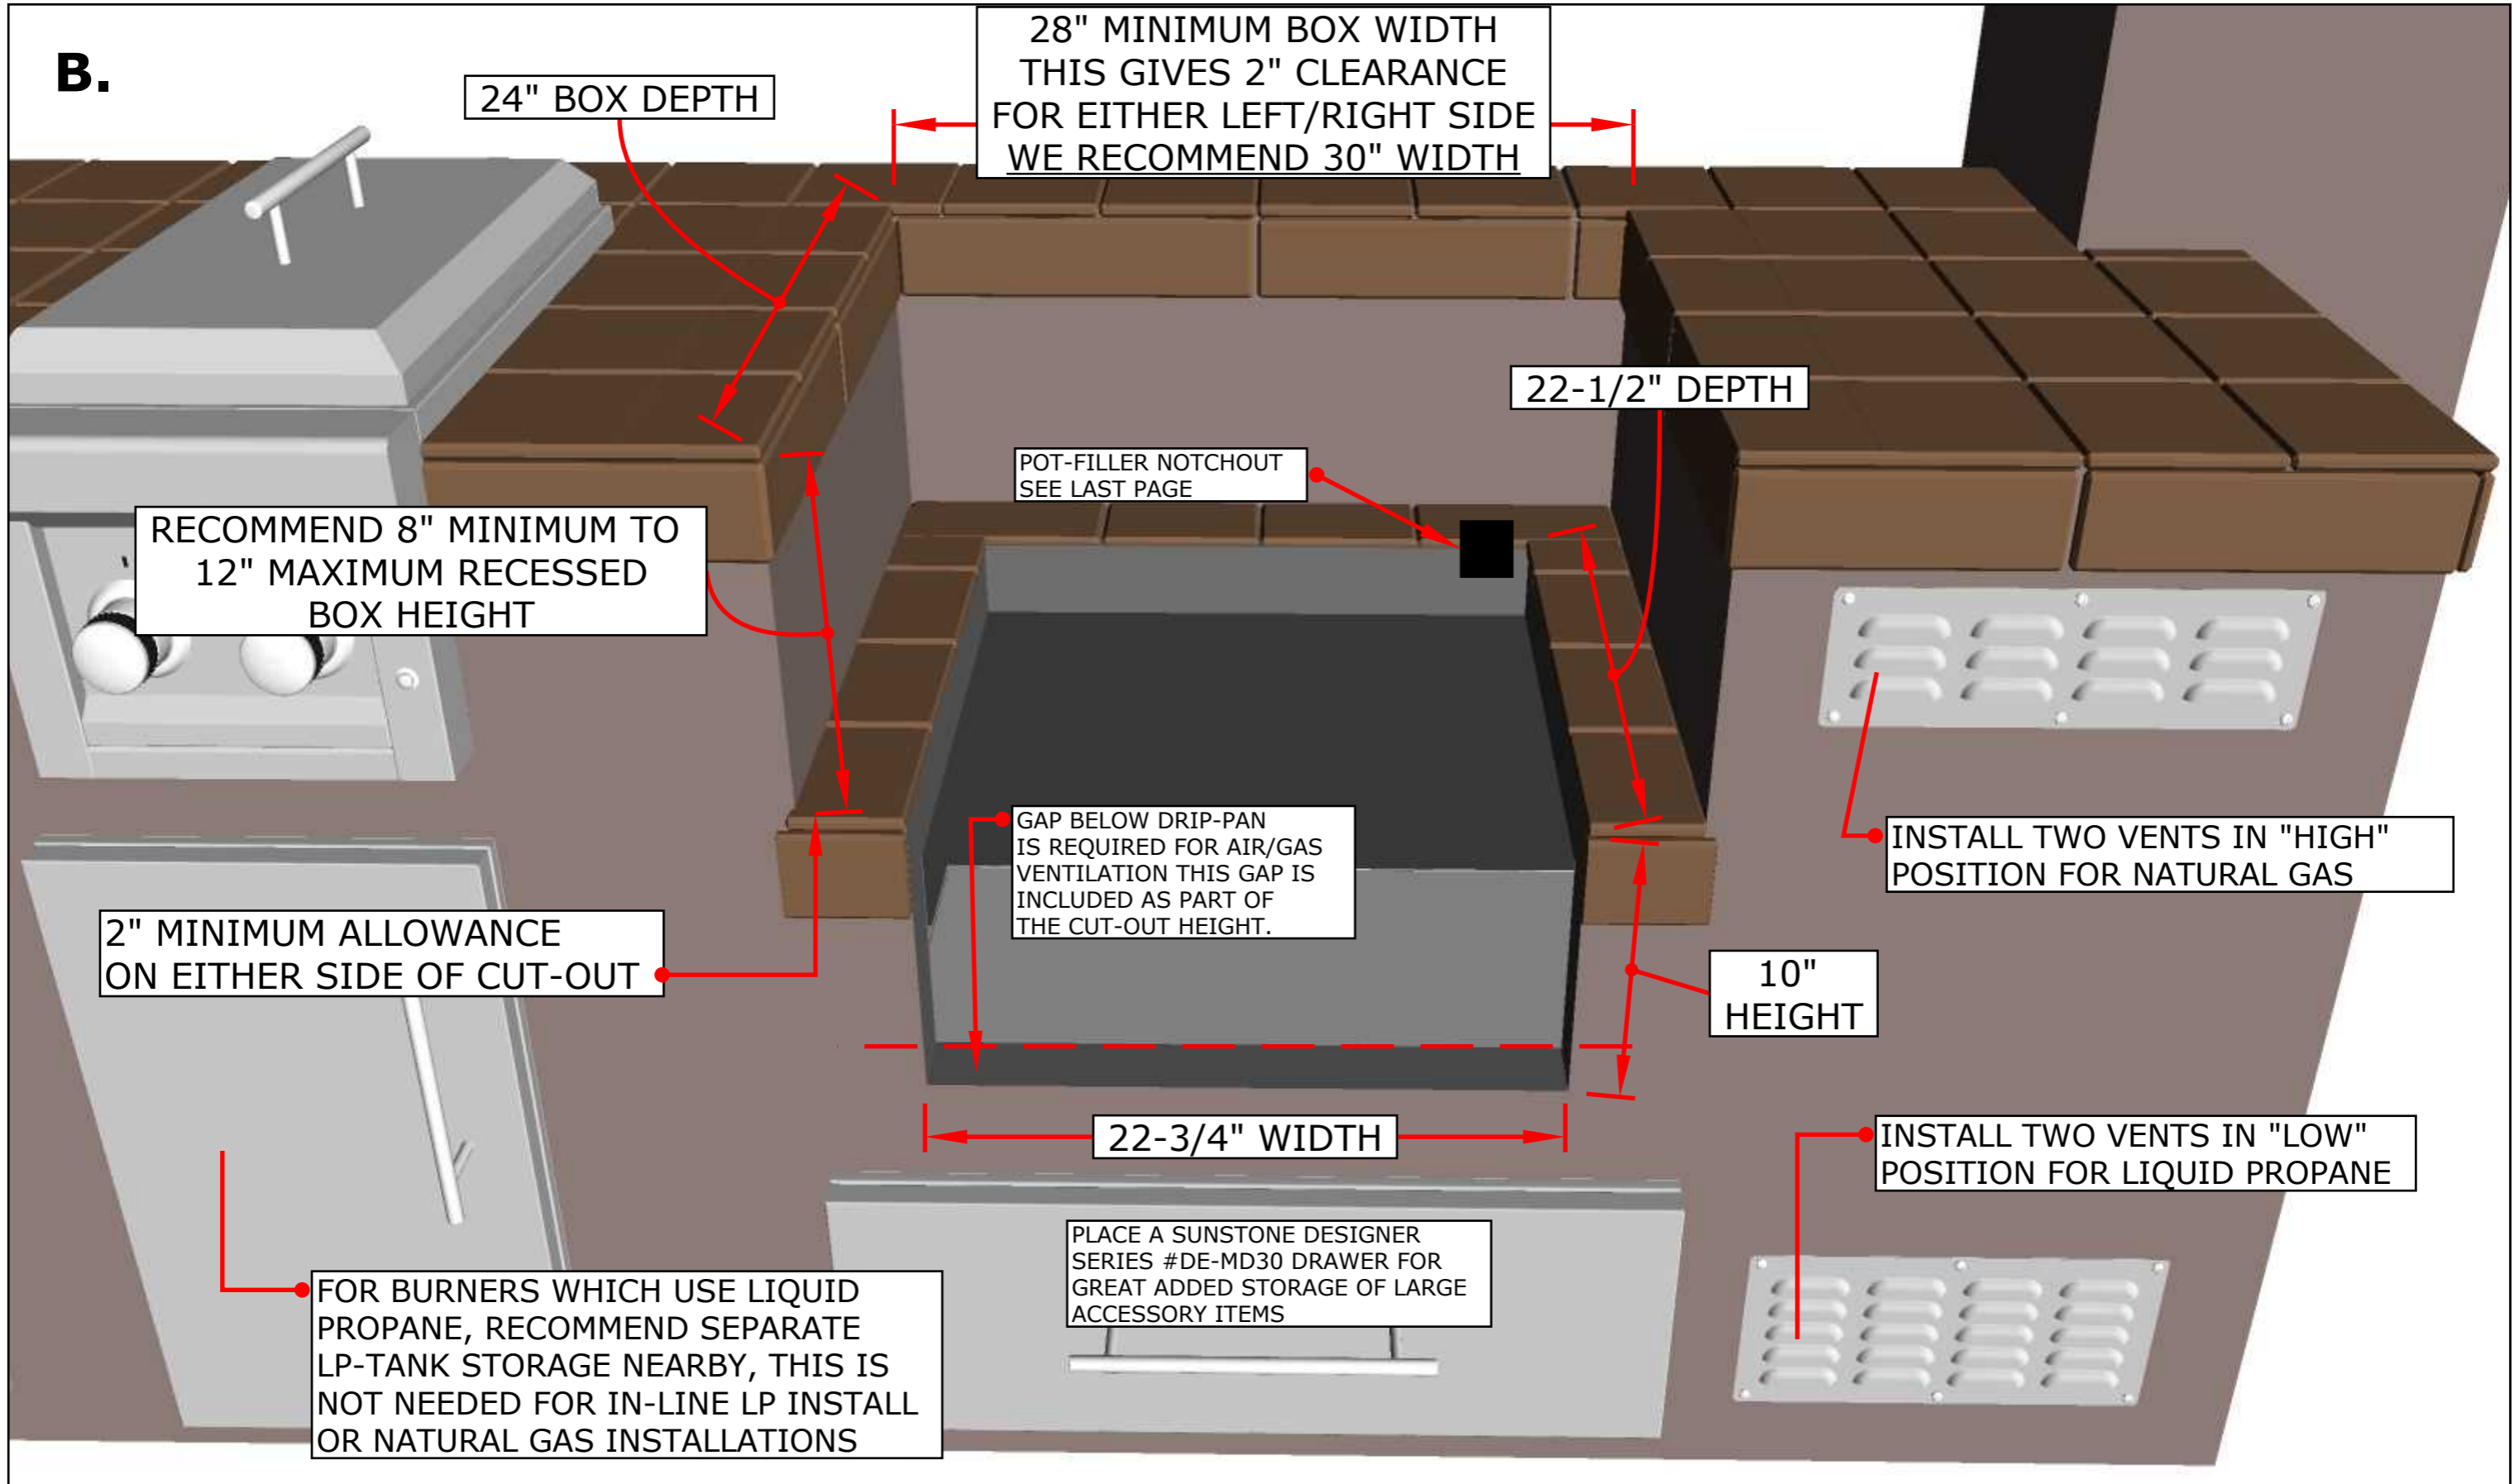 B.
24" BOX DEPTH
28" MINIMUM BOX WIDTH
THIS GIVES 2" CLEARANCE
FOR EITHER LEFT/RIGHT SIDE
WE RECOMMEND 30" WIDTH
22-1/2" DEPTH
POT-FILLER NOTCHOUT
SEE LAST PAGE
RECOMMEND 8" MINIMUM TO
12" MAXIMUM RECESSED
BOX HEIGHT
GAP BELOW DRIP-PAN
IS REQUIRED FOR AIR/GAS
VENTILATION THIS GAP IS
INCLUDED AS PART OF
THE CUT-OUT HEIGHT.
INSTALL TWO VENTS IN "HIGH"
POSITION FOR NATURAL GAS
2" MINIMUM ALLOWANCE
ON EITHER SIDE OF CUT-OUT
10"
HEIGHT
22-3/4" WIDTH
INSTALL TWO VENTS IN "LOW"
POSITION FOR LIQUID PROPANE
PLACE A SUNSTONE DESIGNER
SERIES #DE-MD30 DRAWER FOR
GREAT ADDED STORAGE OF LARGE
ACCESSORY ITEMS
FOR BURNERS WHICH USE LIQUID
PROPANE, RECOMMEND SEPARATE
LP-TANK STORAGE NEARBY, THIS IS
NOT NEEDED FOR IN-LINE LP INSTALL
OR NATURAL GAS INSTALLATIONS